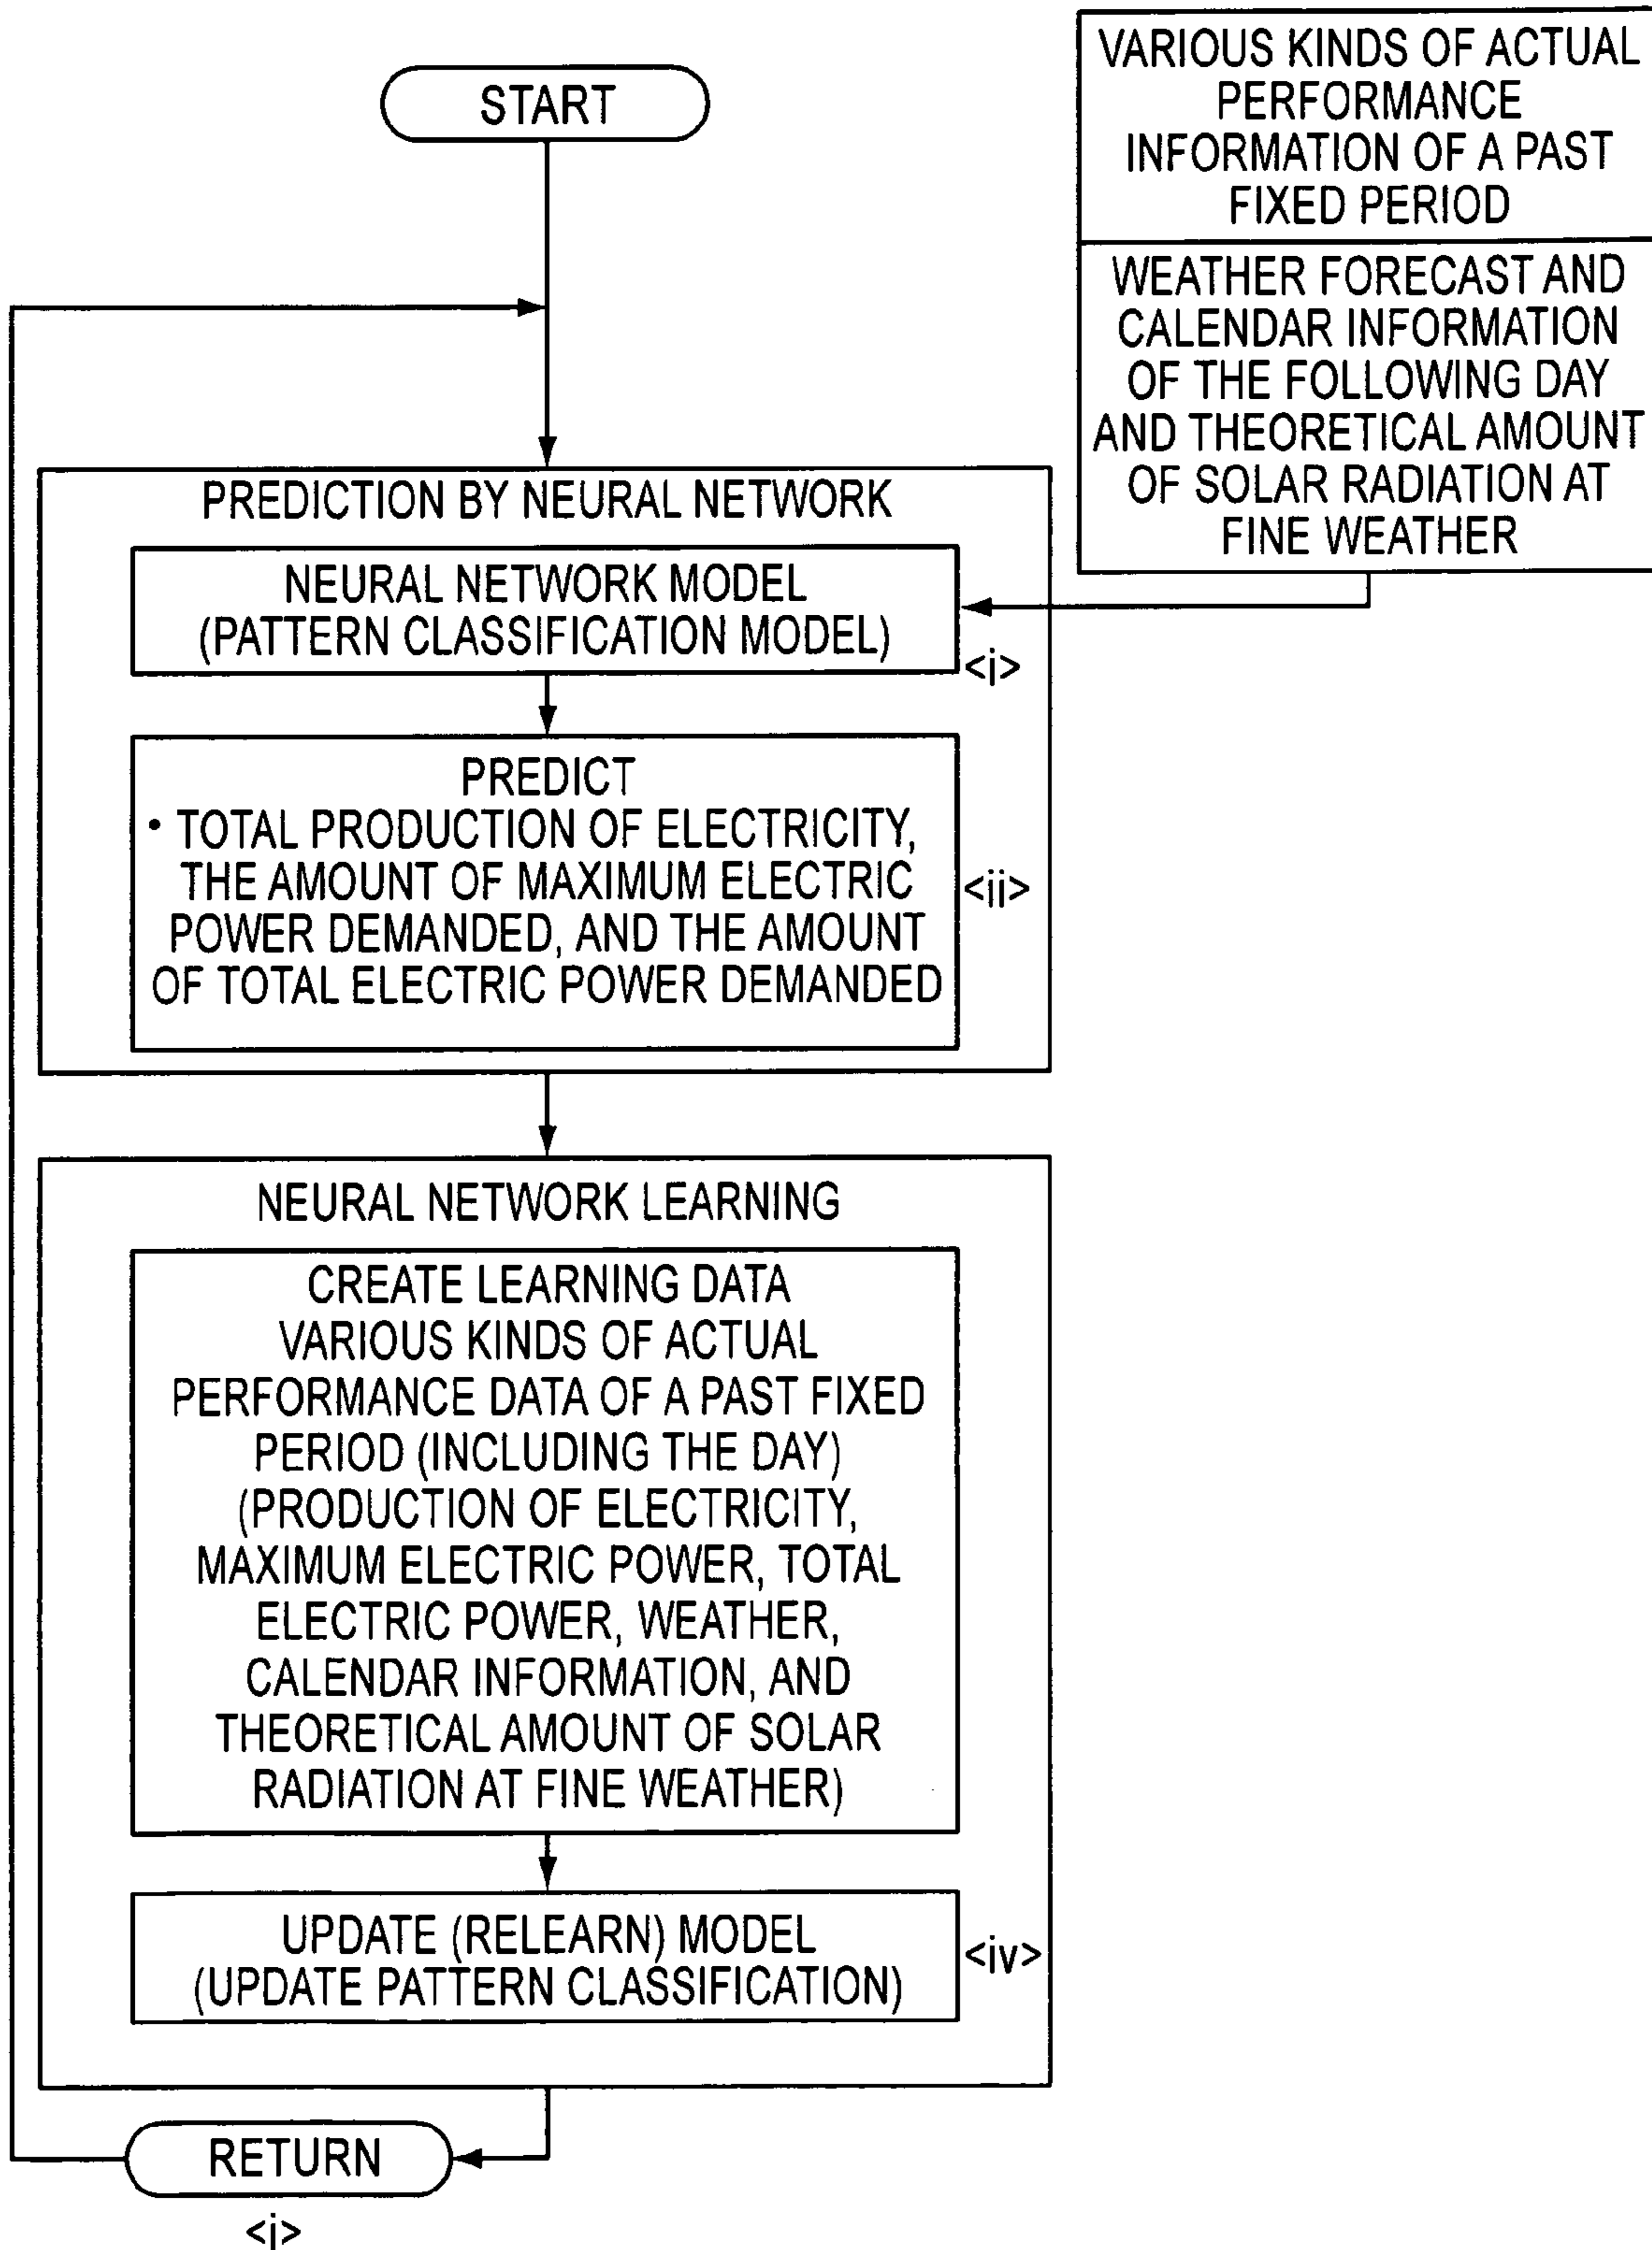 START
VARIOUS KINDS OF ACTUAL
PERFORMANCE
INFORMATION OF A PAST
FIXED PERIOD
WEATHER FORECAST AND
CALENDAR INFORMATION
OF THE FOLLOWING DAY
AND THEORETICAL AMOUNT
OF SOLAR RADIATION AT
FINE WEATHER
PREDICTION BY NEURAL NETWORK
NEURAL NETWORK MODEL
(PATTERN CLASSIFICATION MODEL)
<i>
PREDICT
• TOTAL PRODUCTION OF ELECTRICITY,
THE AMOUNT OF MAXIMUM ELECTRIC
POWER DEMANDED, AND THE AMOUNT
OF TOTAL ELECTRIC POWER DEMANDED
<ii>
NEURAL NETWORK LEARNING
CREATE LEARNING DATA
VARIOUS KINDS OF ACTUAL
PERFORMANCE DATA OF A PAST FIXED
PERIOD (INCLUDING THE DAY)
(PRODUCTION OF ELECTRICITY,
MAXIMUM ELECTRIC POWER, TOTAL
ELECTRIC POWER, WEATHER,
CALENDAR INFORMATION, AND
THEORETICAL AMOUNT OF SOLAR
RADIATION AT FINE WEATHER)
UPDATE (RELEARN) MODEL
(UPDATE PATTERN CLASSIFICATION)
<iv>
RETURN
<i>